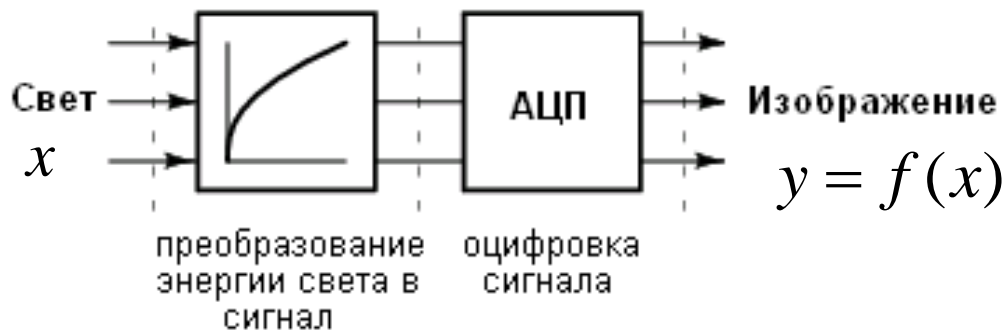 Свет
x
АЦП
Изображение
y = f(x)
преобразование
энергии света в
сигнал
оцифровка
сигнала